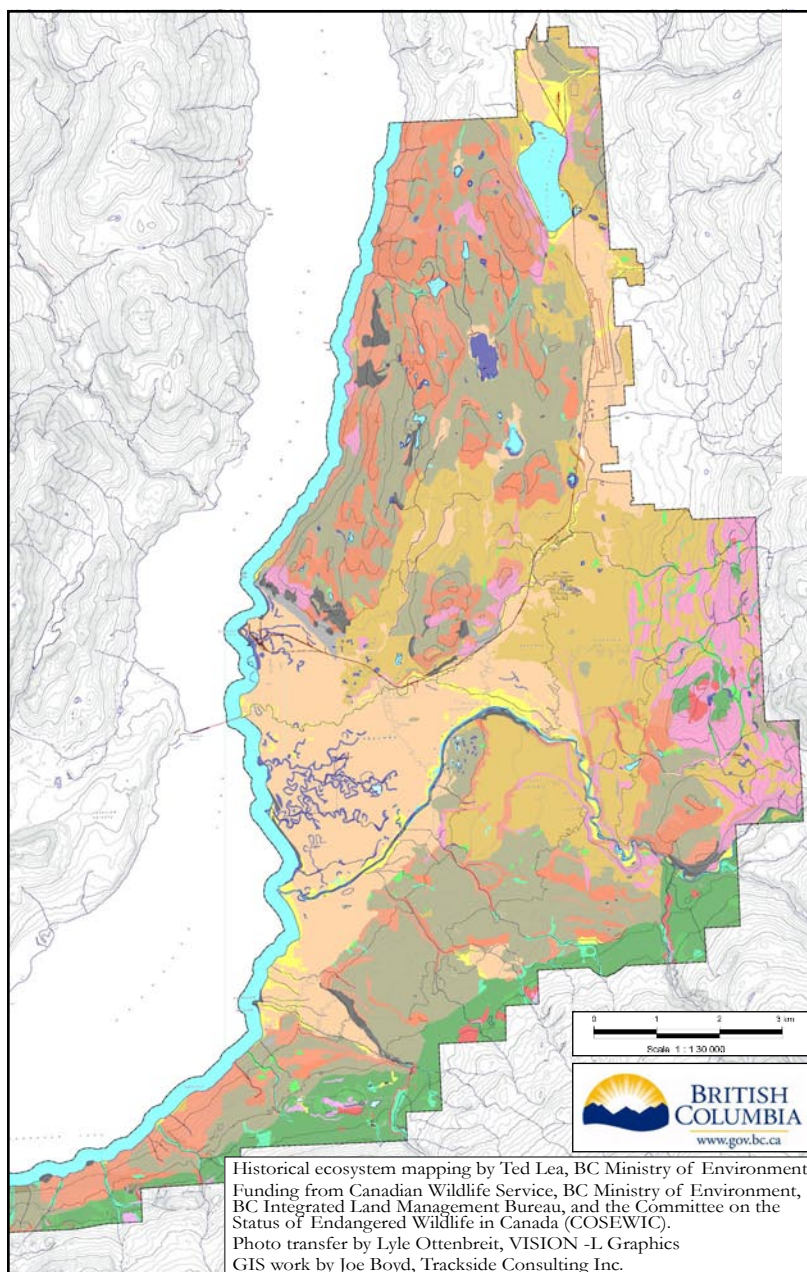 0 1 2 3 km
Scale 1 : 130 000
BRITISH
COLUMBIA
www.gov.bc.ca
Historical ecosystem mapping by Ted Lea, BC Ministry of Environment
Funding from Canadian Wildlife Service, BC Ministry of Environment,
BC Integrated Land Management Bureau, and the Committee on the
Status of Endangered Wildlife in Canada (COSEWIC).
Photo transfer by Lyle Ottenbreit, VISION -L Graphics
GIS work by Joe Boyd, Trackside Consulting Inc.